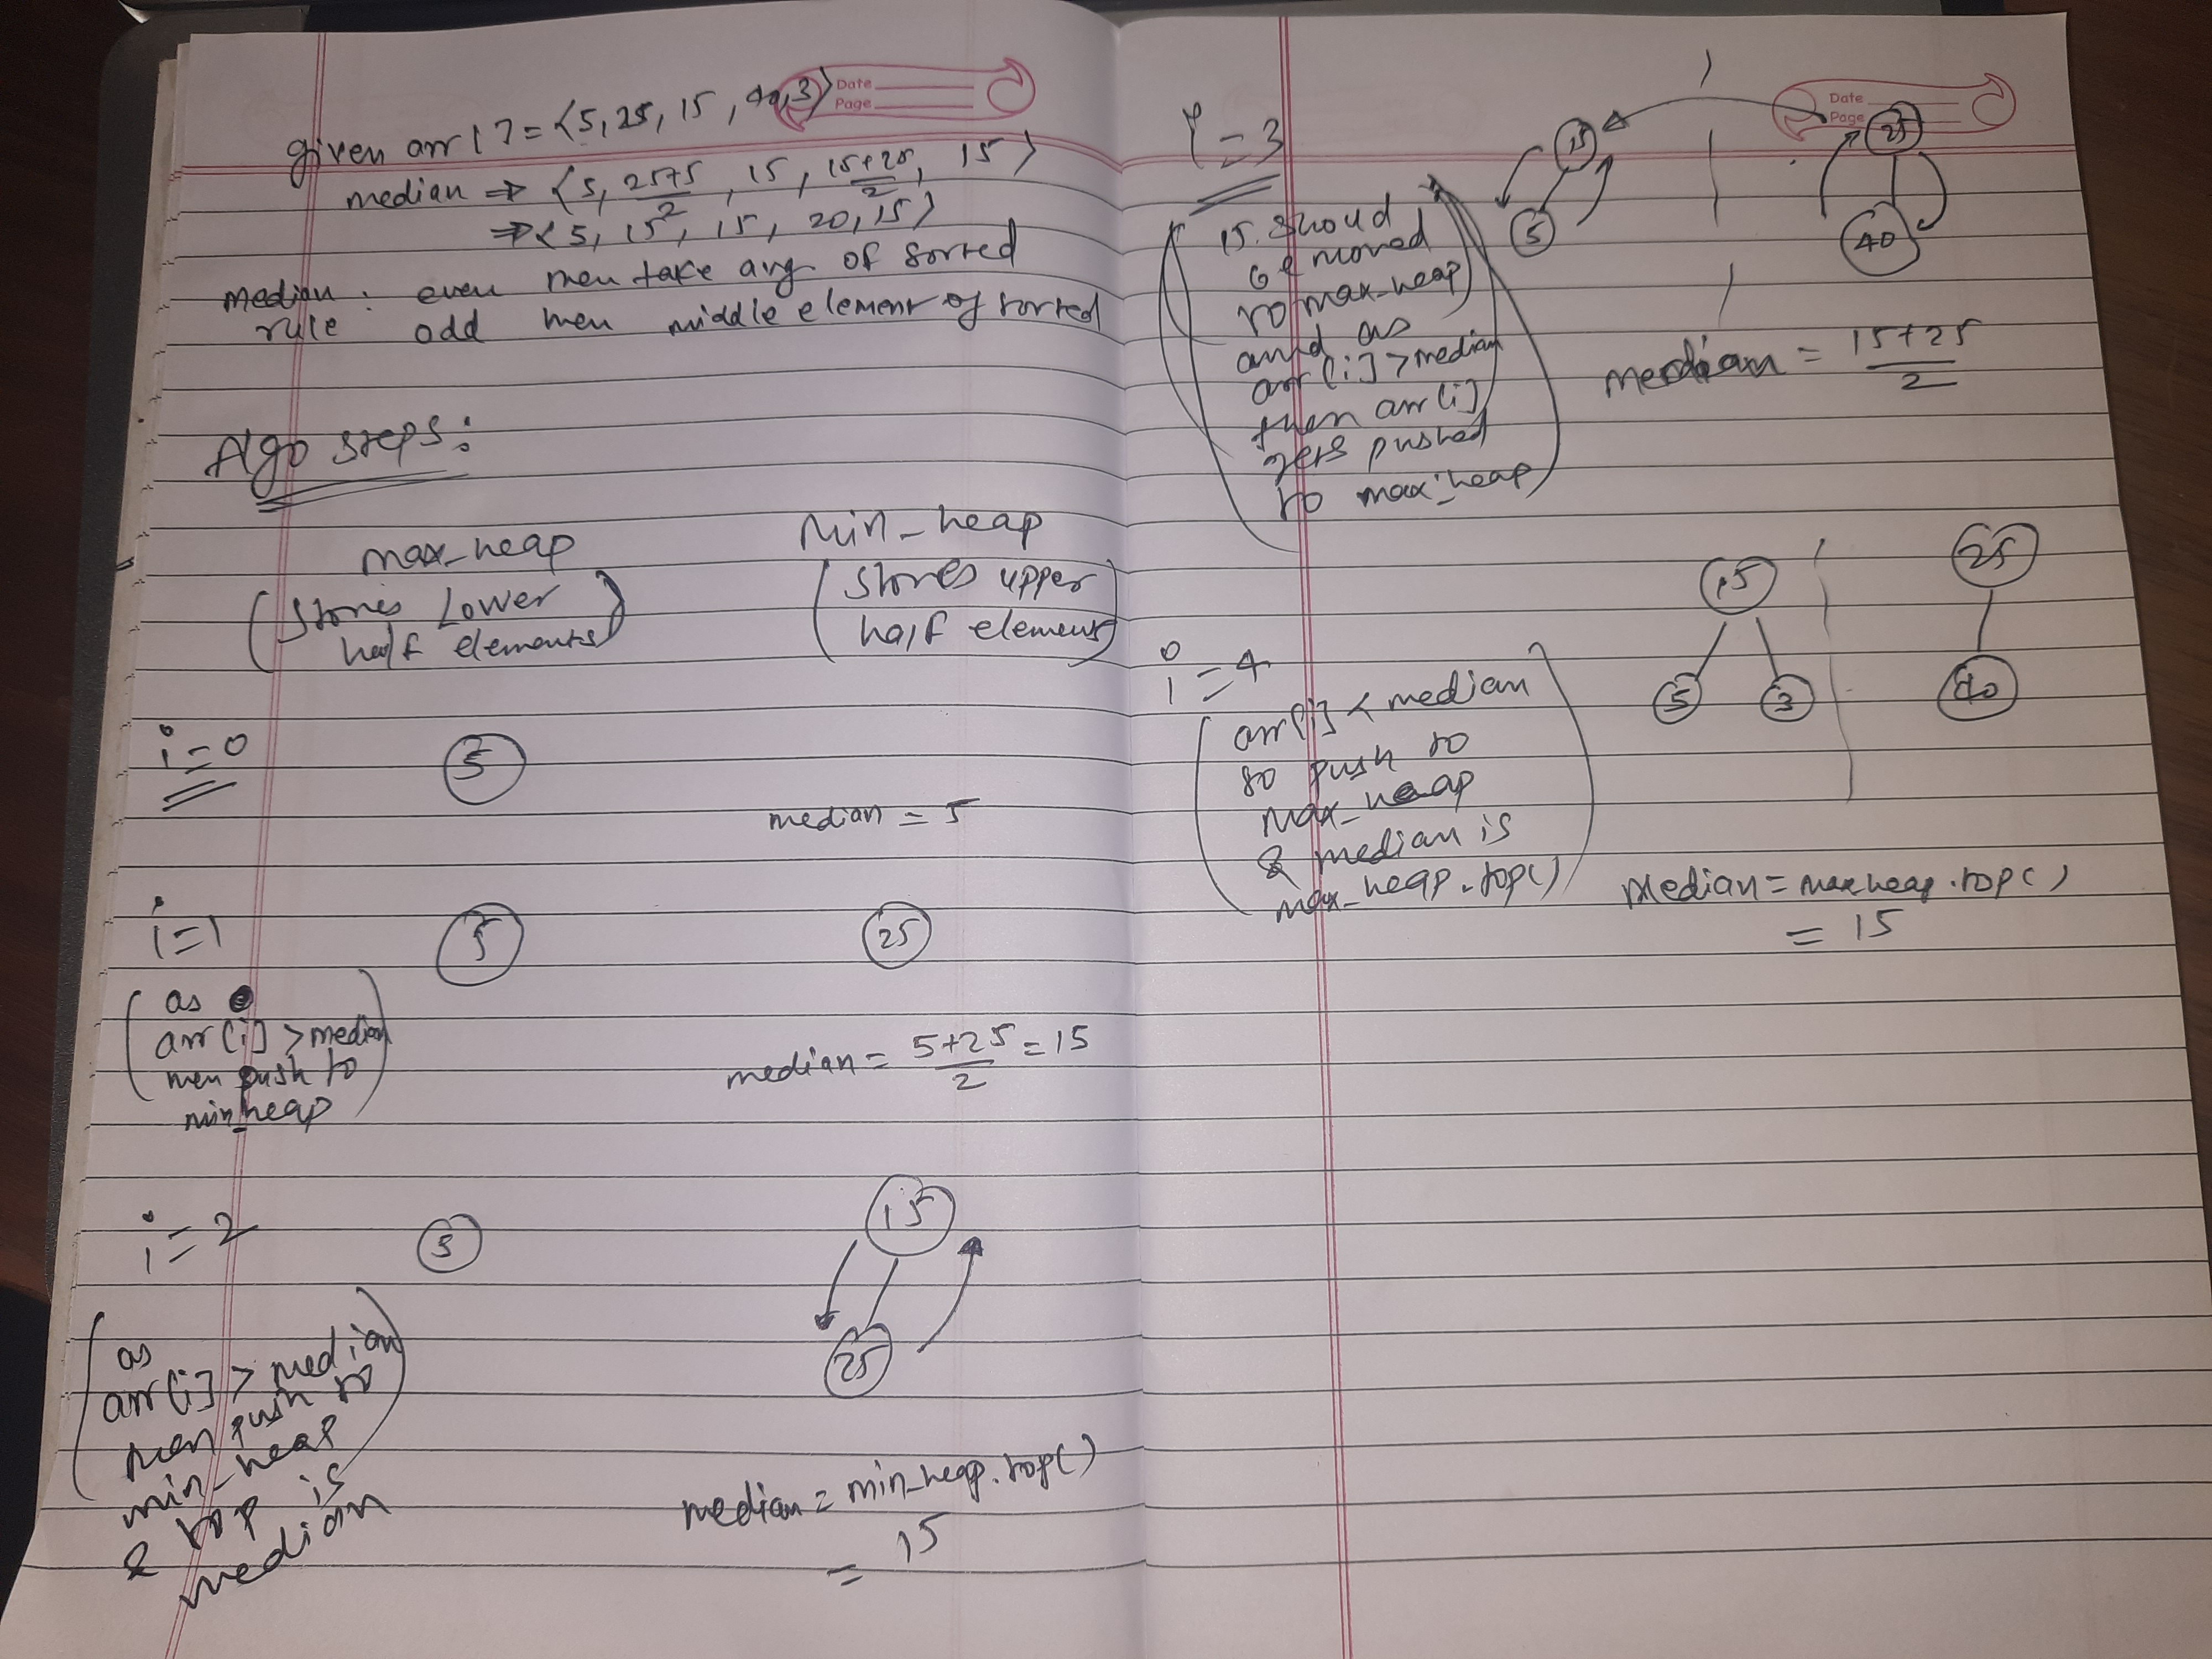 Date
Page
given arr[] = {5, 25, 15, 40, 3}
median ⇒ {5, 25+5/2, 15, 15+25/2, 15}
⇒ {5, 15, 15, 20, 15}
median : even then take avg of sorted
rule odd then middle element of sorted
Algo steps:
max_heap
(Stores Lower
half elements)
Min_heap
(Stores upper
half element)
i=0
5
median = 5
i=1
5
25
(as
arr[i] > median
then push to
min_heap)
median = 5+25/2 = 15
i=2
5
15
25
(as
arr[i] > median
then push to
min_heap
& top is
median)
median = min_heap.top()
= 15
Date
Page
i=3
15
5
25
40
(15 shoud
be moved
to max_heap)
and as
arr[i] > median
then arr[i]
gets pushed
to max_heap)
median = 15+25/2
i=4
15
5
3
25
40
(arr[i] < median
so push to
max_heap
& median is
max_heap.top())
Median = maxheap.top()
= 15